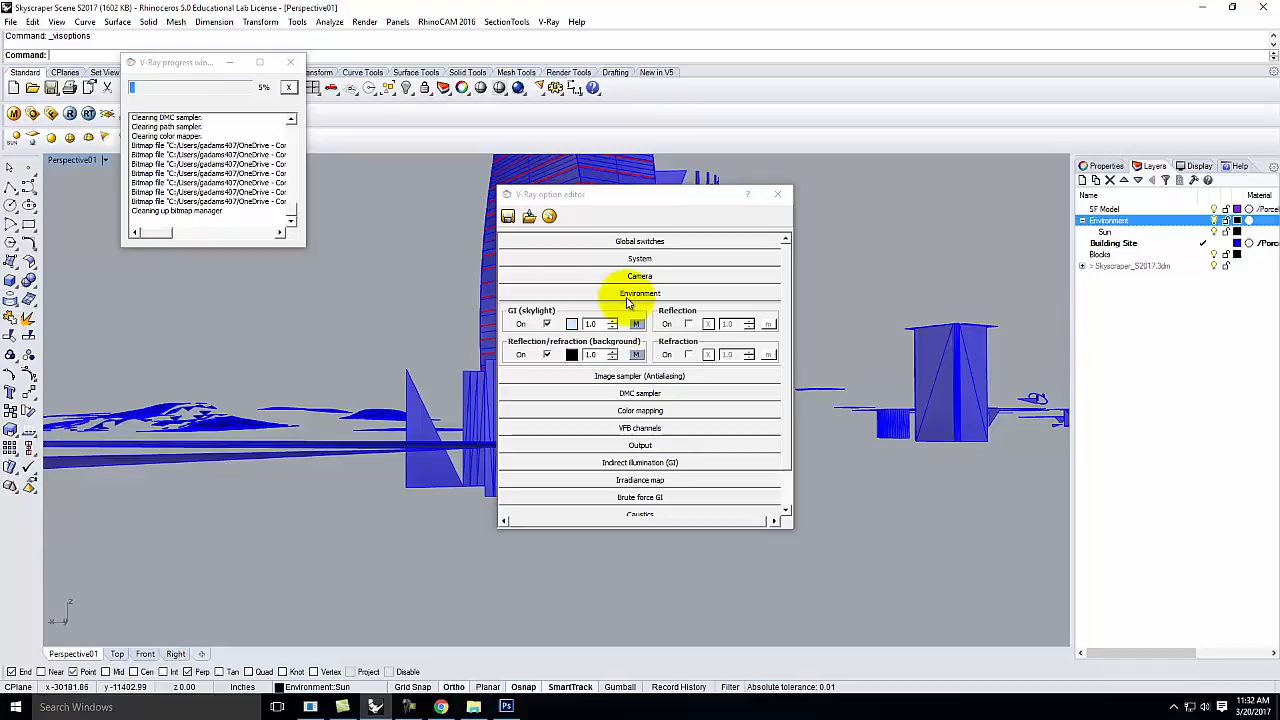 Skyscraper Scene S2017 (1602 KB) - Rhinoceros 5.0 Educational Lab License - [Perspective01]
File Edit View Curve Surface Solid Mesh Dimension Transform Tools Analyze Render Panels RhinoCAM 2016 SectionTools V-Ray Help
Command: _visoptions
Command:
V-Ray progress win...
Standard CPlanes Set View
ansform Curve Tools Surface Tools Solid Tools Mesh Tools Render Tools Drafting New in V5
5% X
Clearing DMC sampler.
Clearing path sampler.
Clearing color mapper.
Bitmap file "C:/Users/gadams407/OneDrive - Cor
Bitmap file "C:/Users/gadams407/OneDrive - Cor
Bitmap file "C:/Users/gadams407/OneDrive - Cor
Bitmap file "C:/Users/gadams407/OneDrive - Cor
Bitmap file "C:/Users/gadams407/OneDrive - Cor
Bitmap file "C:/Users/gadams407/OneDrive - Cor
Bitmap file "C:/Users/gadams407/OneDrive - Cor
Cleaning up bitmap manager
SUN
Perspective01
V-Ray option editor
Global switches
System
Camera
Environment
GI (skylight) Reflection
On 1.0 M On X 1.0 m
Reflection/refraction (background) Refraction
On 1.0 M On X 1.0 m
Image sampler (Antialiasing)
DMC sampler
Color mapping
VFB channels
Output
Indirect illumination (GI)
Irradiance map
Brute force GI
Caustics
Properties Layers Display Help
Name Material
SF Model /Porcel
Environment
Sun
Building Site /Porc
Blocks
Skyscraper_S2017.3dm
z
x y
Perspective01 Top Front Right
End Near Point Mid Cen Int Perp Tan Quad Knot Vertex Project Disable
CPlane x -30181.86 y -11402.99 z 0.00 Inches Environment::Sun Grid Snap Ortho Planar Osnap SmartTrack Gumball Record History Filter Absolute tolerance: 0.01
Search Windows
11:32 AM
3/20/2017